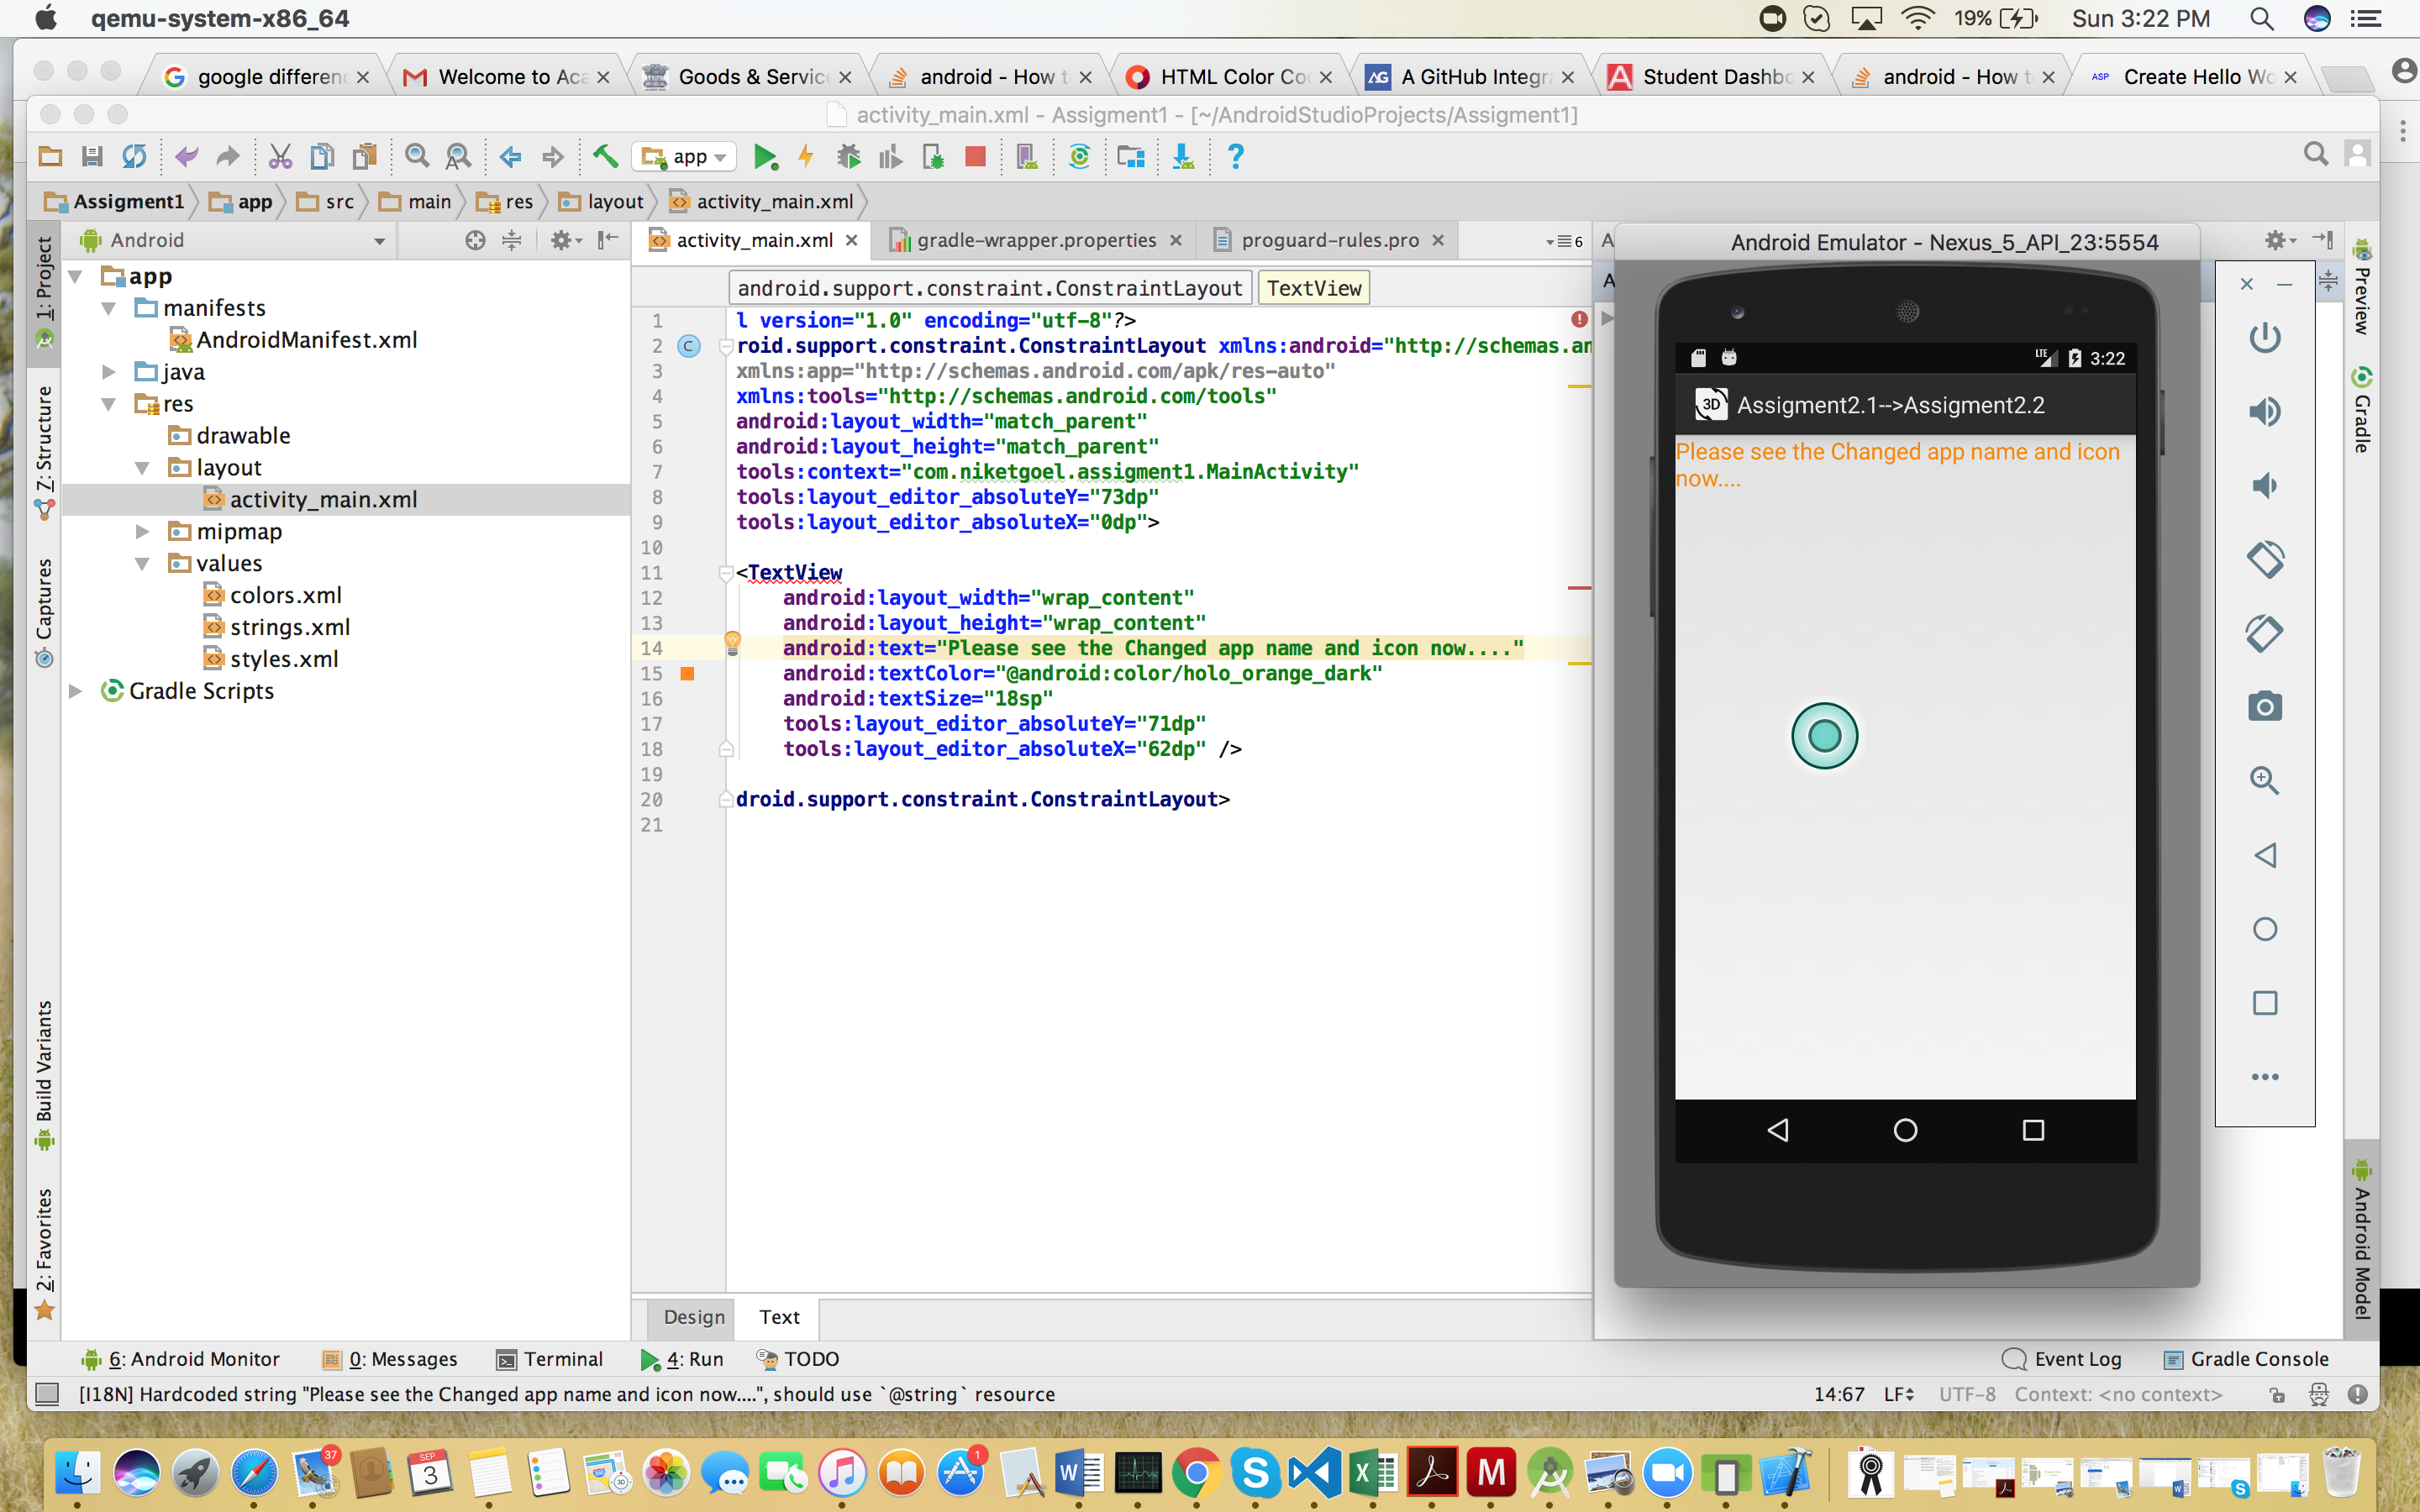 qemu-system-x86_64
19%
Sun 3:22 PM
google differen
Welcome to Aca
Goods & Service
android - How t
HTML Color Co
AG
A GitHub Integra
Student Dashbo
android - How t
ASP
Create Hello Wo
activity_main.xml - Assigment1 - [~/AndroidStudioProjects/Assigment1]
app
Assigment1
app
src
main
res
layout
activity_main.xml
Android
activity_main.xml
gradle-wrapper.properties
proguard-rules.pro
6
android.support.constraint.ConstraintLayout
TextView
1: Project
7: Structure
Captures
Build Variants
2: Favorites
app
manifests
AndroidManifest.xml
java
res
drawable
layout
activity_main.xml
mipmap
values
colors.xml
strings.xml
styles.xml
Gradle Scripts
1 l version="1.0" encoding="utf-8"?>
2 roid.support.constraint.ConstraintLayout xmlns:android="http://schemas.an
3 xmlns:app="http://schemas.android.com/apk/res-auto"
4 xmlns:tools="http://schemas.android.com/tools"
5 android:layout_width="match_parent"
6 android:layout_height="match_parent"
7 tools:context="com.niketgoel.assigment1.MainActivity"
8 tools:layout_editor_absoluteY="73dp"
9 tools:layout_editor_absoluteX="0dp">
10
11 <TextView
12 android:layout_width="wrap_content"
13 android:layout_height="wrap_content"
14 android:text="Please see the Changed app name and icon now...."
15 android:textColor="@android:color/holo_orange_dark"
16 android:textSize="18sp"
17 tools:layout_editor_absoluteY="71dp"
18 tools:layout_editor_absoluteX="62dp" />
19
20 droid.support.constraint.ConstraintLayout>
21
Android Emulator - Nexus_5_API_23:5554
LTE
3:22
3D
Assigment2.1-->Assigment2.2
Please see the Changed app name and icon
now....
Preview
Gradle
Android Model
Design
Text
6: Android Monitor
0: Messages
Terminal
4: Run
TODO
Event Log
Gradle Console
[I18N] Hardcoded string "Please see the Changed app name and icon now....", should use `@string` resource
14:67
LF
UTF-8
Context: <no context>
37
SEP
3
1